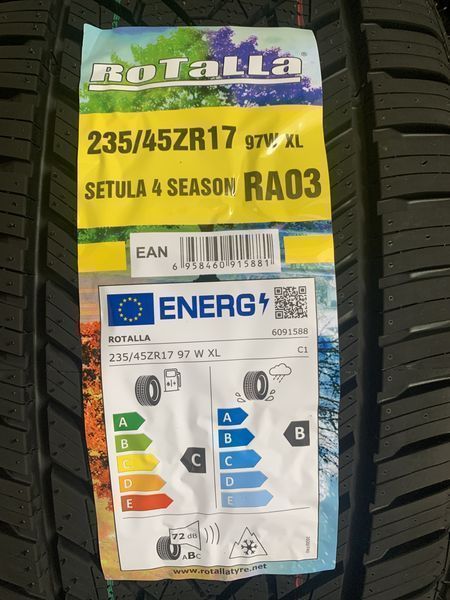 RoTaLLa
235/45ZR17 97W XL
SETULA 4 SEASON RA03
EAN
6 958460 915881
ENERG
ROTALLA 6091588
235/45ZR17 97 W XL C1
A A
B B B
C C C
D D
E E
72 dB
ABC
www.rotallatyre.net